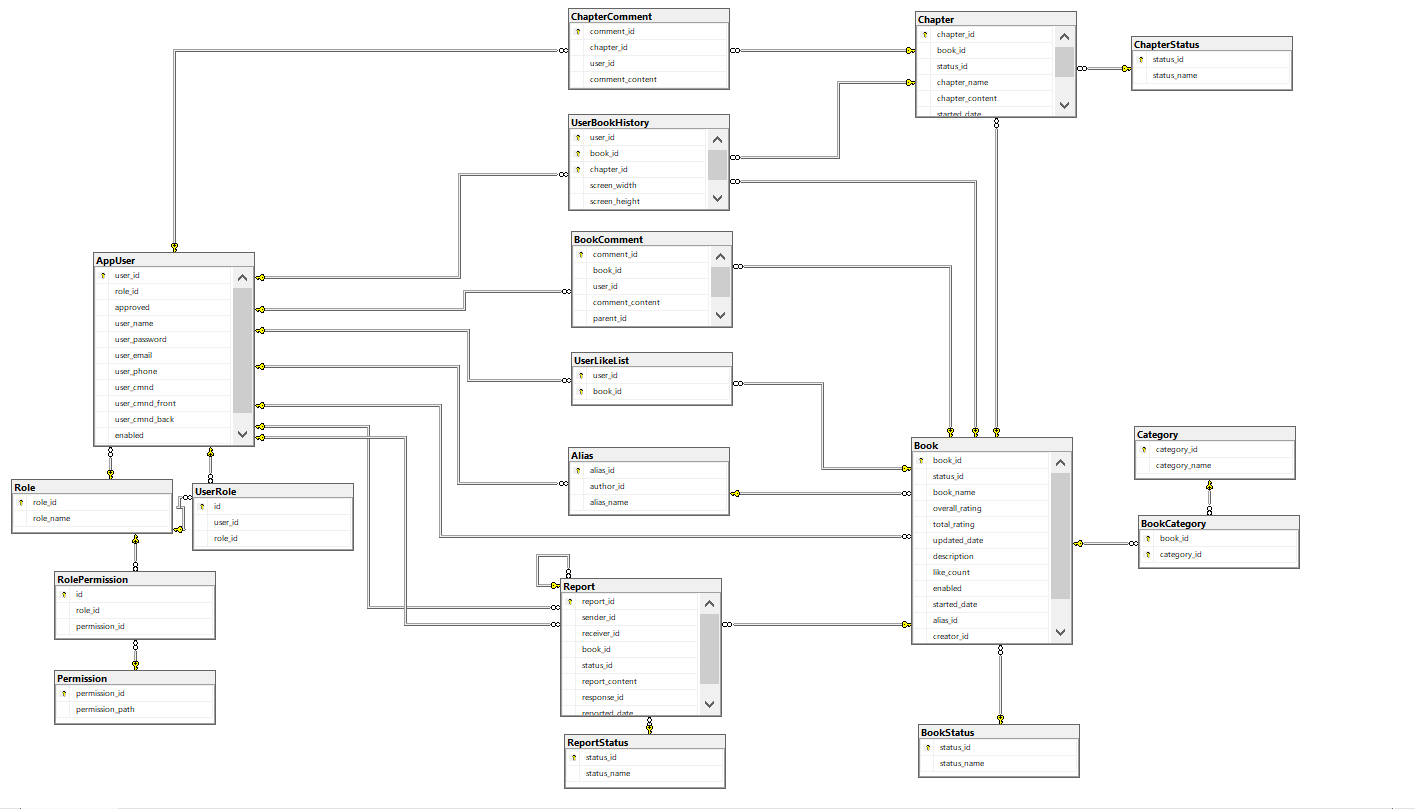 ChapterComment
comment_id
chapter_id
user_id
comment_content
Chapter
chapter_id
book_id
status_id
chapter_name
chapter_content
started_date
ChapterStatus
status_id
status_name
UserBookHistory
user_id
book_id
chapter_id
screen_width
screen_height
BookComment
comment_id
book_id
user_id
comment_content
parent_id
AppUser
user_id
role_id
approved
user_name
user_password
user_email
user_phone
user_cmnd
user_cmnd_front
user_cmnd_back
enabled
UserLikeList
user_id
book_id
Alias
alias_id
author_id
alias_name
Book
book_id
status_id
book_name
overall_rating
total_rating
updated_date
description
like_count
enabled
started_date
alias_id
creator_id
Category
category_id
category_name
BookCategory
book_id
category_id
Role
role_id
role_name
UserRole
id
user_id
role_id
RolePermission
id
role_id
permission_id
Permission
permission_id
permission_path
Report
report_id
sender_id
receiver_id
book_id
status_id
report_content
response_id
reported_date
ReportStatus
status_id
status_name
BookStatus
status_id
status_name